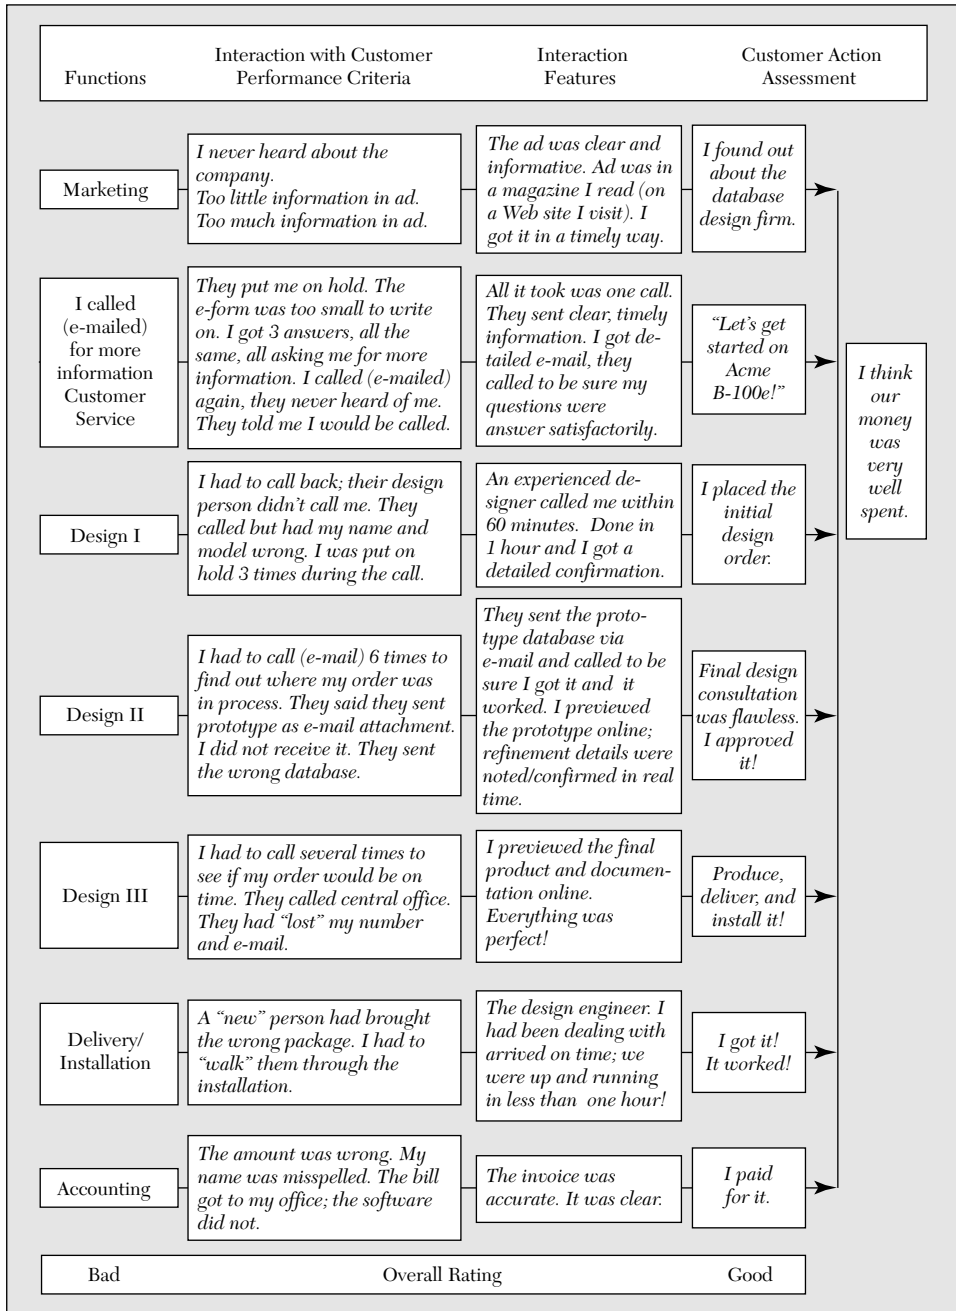 Functions
Interaction with Customer
Performance Criteria
Interaction
Features
Customer Action
Assessment
Marketing
I never heard about the
company.
Too little information in ad.
Too much information in ad.
The ad was clear and
informative. Ad was in
a magazine I read (on
a Web site I visit). I
got it in a timely way.
I found out
about the
database
design firm.
I called
(e-mailed)
for more
information
Customer
Service
They put me on hold. The
e-form was too small to write
on. I got 3 answers, all the
same, all asking me for more
information. I called (e-mailed)
again, they never heard of me.
They told me I would be called.
All it took was one call.
They sent clear, timely
information. I got de-
tailed e-mail, they
called to be sure my
questions were
answer satisfactorily.
“Let’s get
started on
Acme
B-100e!”
I think
our
money
was
very
well
spent.
Design I
I had to call back; their design
person didn’t call me. They
called but had my name and
model wrong. I was put on
hold 3 times during the call.
An experienced de-
signer called me within
60 minutes. Done in
1 hour and I got a
detailed confirmation.
I placed the
initial
design
order.
Design II
I had to call (e-mail) 6 times to
find out where my order was
in process. They said they sent
prototype as e-mail attachment.
I did not receive it. They sent
the wrong database.
They sent the proto-
type database via
e-mail and called to be
sure I got it and it
worked. I previewed
the prototype online;
refinement details were
noted/confirmed in real
time.
Final design
consultation
was flawless.
I approved
it!
Design III
I had to call several times to
see if my order would be on
time. They called central office.
They had “lost” my number
and e-mail.
I previewed the final
product and documen-
tation online.
Everything was
perfect!
Produce,
deliver, and
install it!
Delivery/
Installation
A “new” person had brought
the wrong package. I had to
“walk” them through the
installation.
The design engineer. I
had been dealing with
arrived on time; we
were up and running
in less than one hour!
I got it!
It worked!
Accounting
The amount was wrong. My
name was misspelled. The bill
got to my office; the software
did not.
The invoice was
accurate. It was clear.
I paid
for it.
Bad
Overall Rating
Good